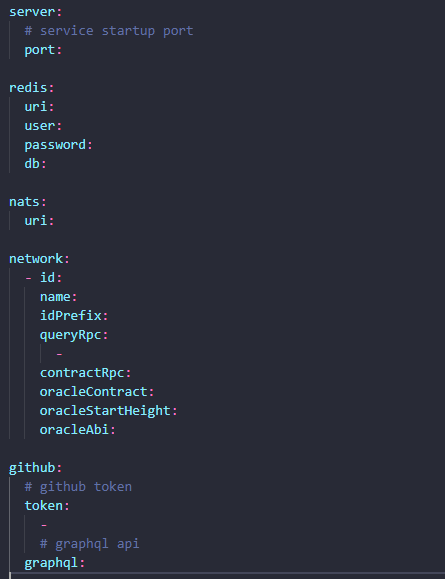 server:
  # service startup port
  port:

redis:
  uri:
  user:
  password:
  db:

nats:
  uri:

network:
  - id:
    name:
    idPrefix:
    queryRpc:
      -
    contractRpc:
    oracleContract:
    oracleStartHeight:
    oracleAbi:

github:
  # github token
  token:
    -
    # graphql api
  graphql: